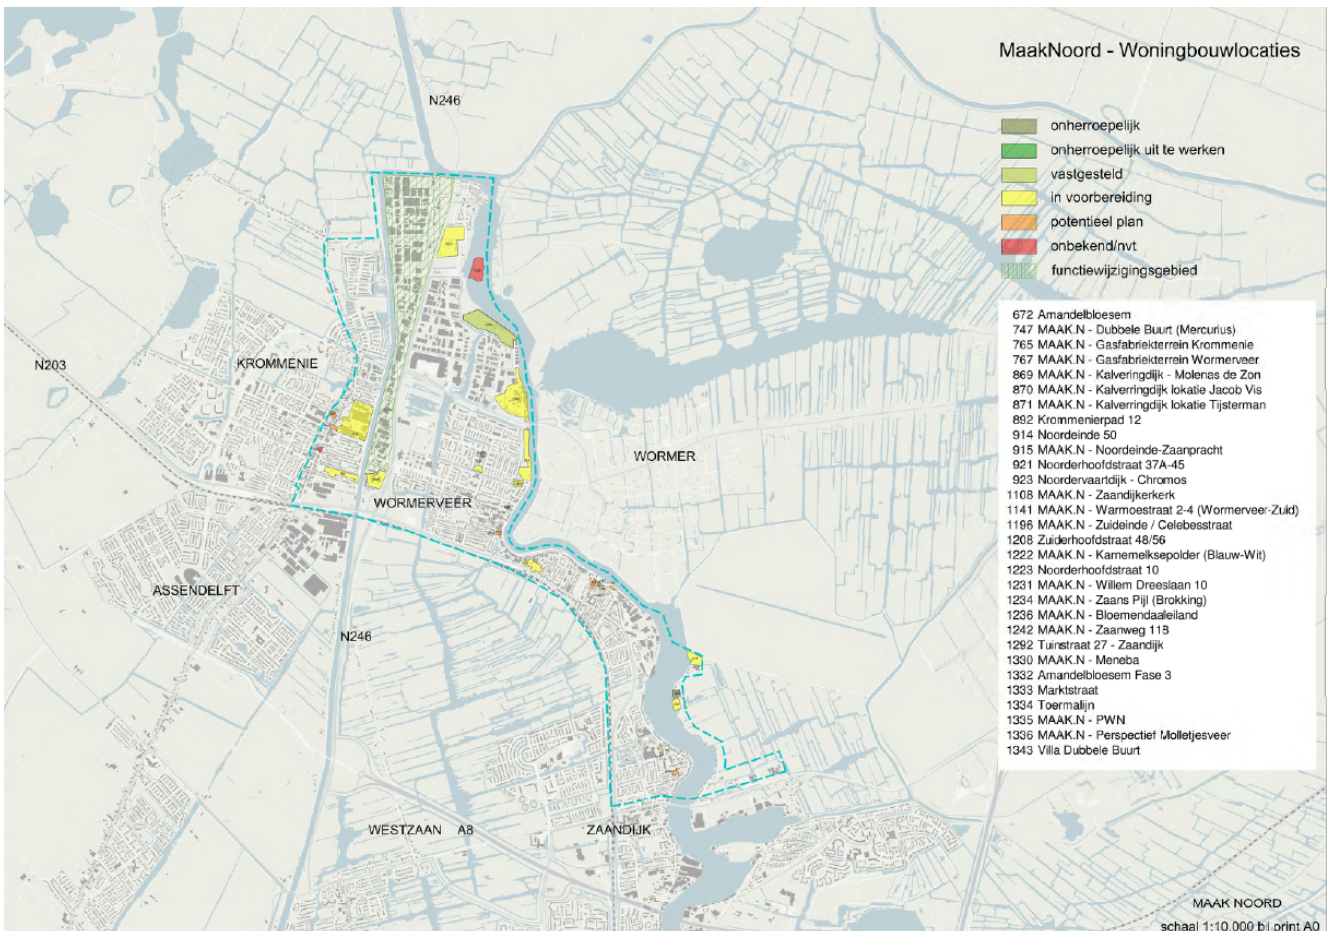 MaakNoord - Woningbouwlocaties
N246
onherroepelijk
onherroepelijk uit te werken
vastgesteld
in voorbereiding
potentieel plan
onbekend/nvt
functiewijzigingsgebied
672 Amandelbloesem
747 MAAK.N - Dubbele Buurt (Mercurius)
765 MAAK.N - Gasfabriekterrein Krommenie
767 MAAK.N - Gasfabriekterrein Wormerveer
869 MAAK.N - Kalveringdijk - Molenas de Zon
870 MAAK.N - Kalverringdijk lokatie Jacob Vis
871 MAAK.N - Kalverringdijk lokatie Tijsterman
892 Krommenierpad 12
914 Noordeinde 50
915 MAAK.N - Noordeinde-Zaanpracht
921 Noorderhoofdstraat 37A-45
923 Noordervaartdijk - Chromos
1108 MAAK.N - Zaandijkerkerk
1141 MAAK.N - Warmoestraat 2-4 (Wormerveer-Zuid)
1196 MAAK.N - Zuideinde / Celebesstraat
1208 Zuiderhoofdstraat 48/56
1222 MAAK.N - Karnemelksepolder (Blauw-Wit)
1223 Noorderhoofdstraat 10
1231 MAAK.N - Willem Dreeslaan 10
1234 MAAK.N - Zaans Pijl (Brokking)
1236 MAAK.N - Bloemendaaleiland
1242 MAAK.N - Zaanweg 118
1292 Tuinstraat 27 - Zaandijk
1330 MAAK.N - Meneba
1332 Amandelbloesem Fase 3
1333 Marktstraat
1334 Toermalijn
1335 MAAK.N - PWN
1336 MAAK.N - Perspectief Molletjesveer
1343 Villa Dubbele Buurt
N203
KROMMENIE
WORMER
WORMERVEER
ASSENDELFT
N246
WESTZAAN A8
ZAANDIJK
MAAK NOORD
schaal 1:10.000 bij print A0